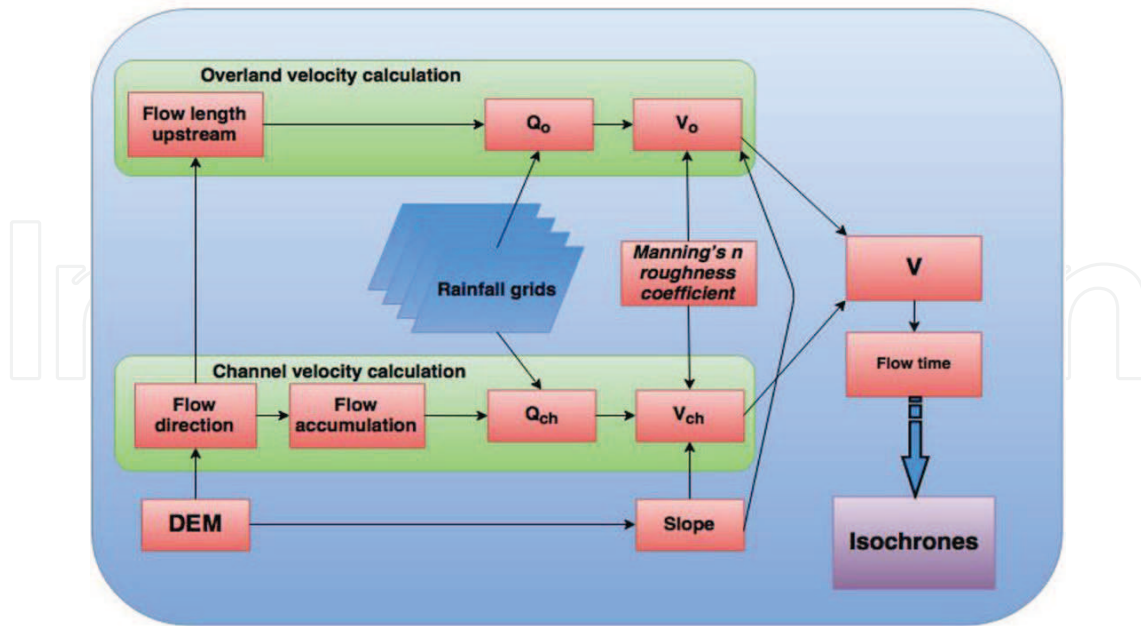 Overland velocity calculation
Flow length
upstream
Qo
Vo
Rainfall grids
Manning's n
roughness
coefficient
V
Flow time
Channel velocity calculation
Flow
direction
Flow
accumulation
Qch
Vch
DEM
Slope
Isochrones